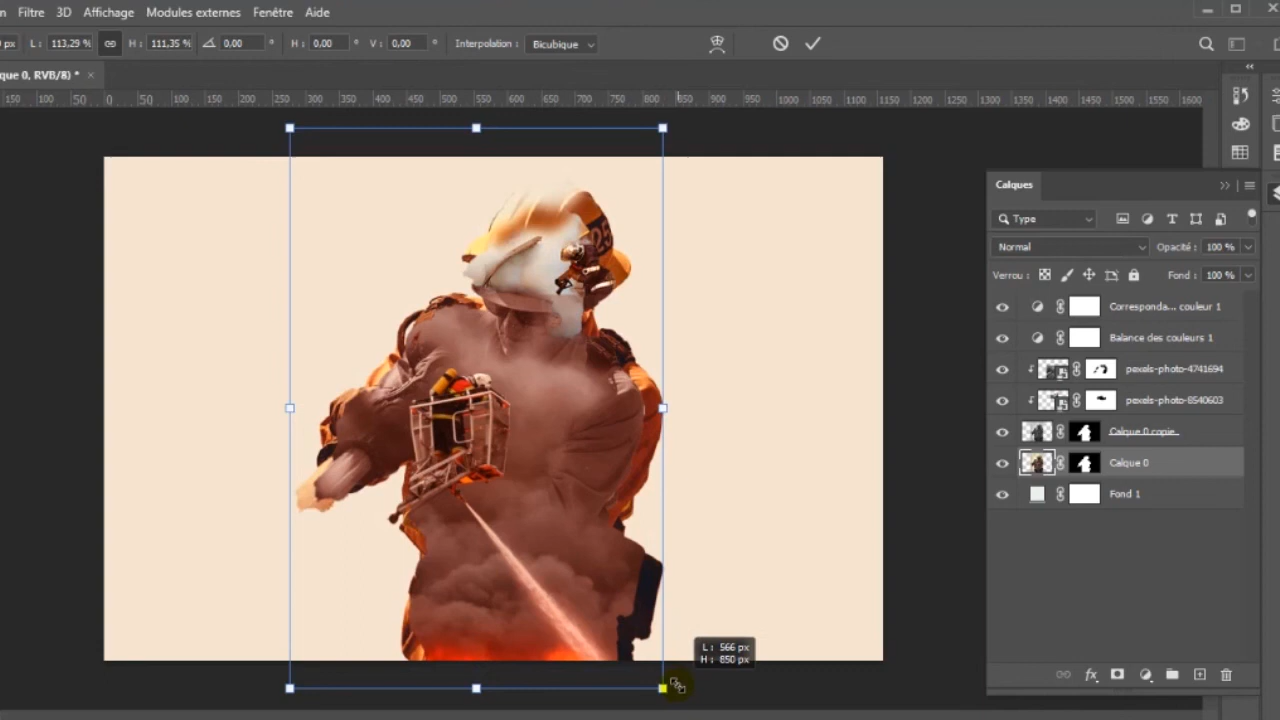 Filtre 3D Affichage Modules externes Fenêtre Aide
px L : 113,29 % H : 111,35 % 0,00 ° H : 0,00 ° V : 0,00 ° Interpolation : Bicubique
que 0, RVB/8) * ×
150 100 50 0 50 100 150 200 250 300 350 400 450 500 550 600 650 700 750 800 850 900 950 1000 1050 1100 1150 1200 1250 1300 1350 1400 1450 1500 1550 1600
Calques
Type
Normal Opacité : 100 %
Verrou : Fond : 100 %
Corresponda... couleur 1
Balance des couleurs 1
pexels-photo-4741694
pexels-photo-8540603
Calque 0 copie
Calque 0
Fond 1
25
L : 566 px
H : 850 px
fx